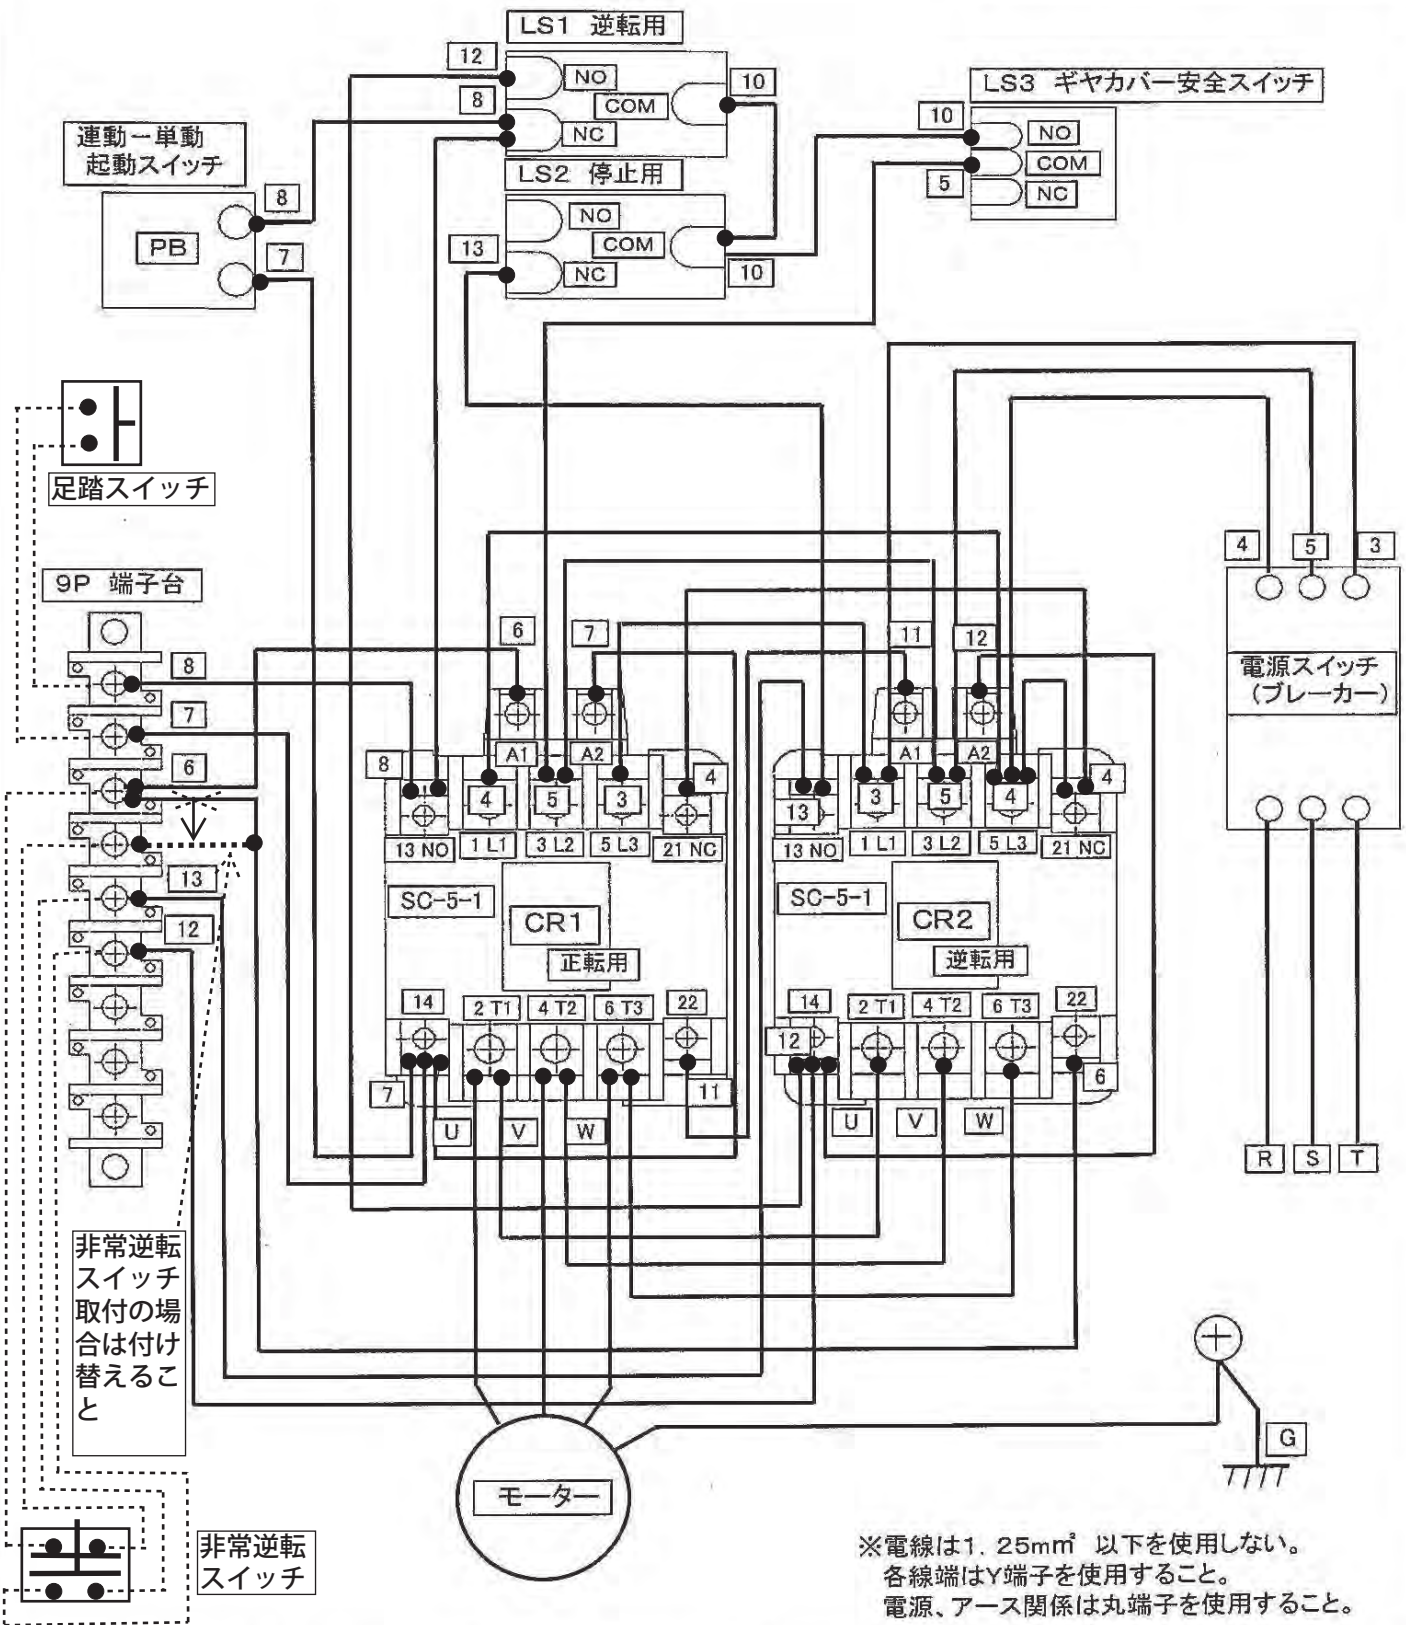 LS1 逆転用
12
NO
10
8
COM
NC
LS3 ギヤカバー安全スイッチ
10
NO
COM
5
NC
連動ー単動
起動スイッチ
8
PB
7
LS2 停止用
NO
13
COM
NC
10
足踏スイッチ
4
5
3
電源スイッチ
(ブレーカー)
R
S
T
9P 端子台
8
7
6
13
12
6
7
11
12
A1
A2
A1
A2
8
4
5
3
4
13
3
5
4
4
13 NO
1 L1
3 L2
5 L3
21 NC
13 NO
1 L1
3 L2
5 L3
21 NC
SC-5-1
CR1
正転用
SC-5-1
CR2
逆転用
14
2 T1
4 T2
6 T3
22
14
2 T1
4 T2
6 T3
22
12
7
11
6
U
V
W
U
V
W
非常逆転
スイッチ
取付の場
合は付け
替えるこ
と
G
モーター
非常逆転
スイッチ
※電線は1.25mm² 以下を使用しない。
各線端はY端子を使用すること。
電源、アース関係は丸端子を使用すること。